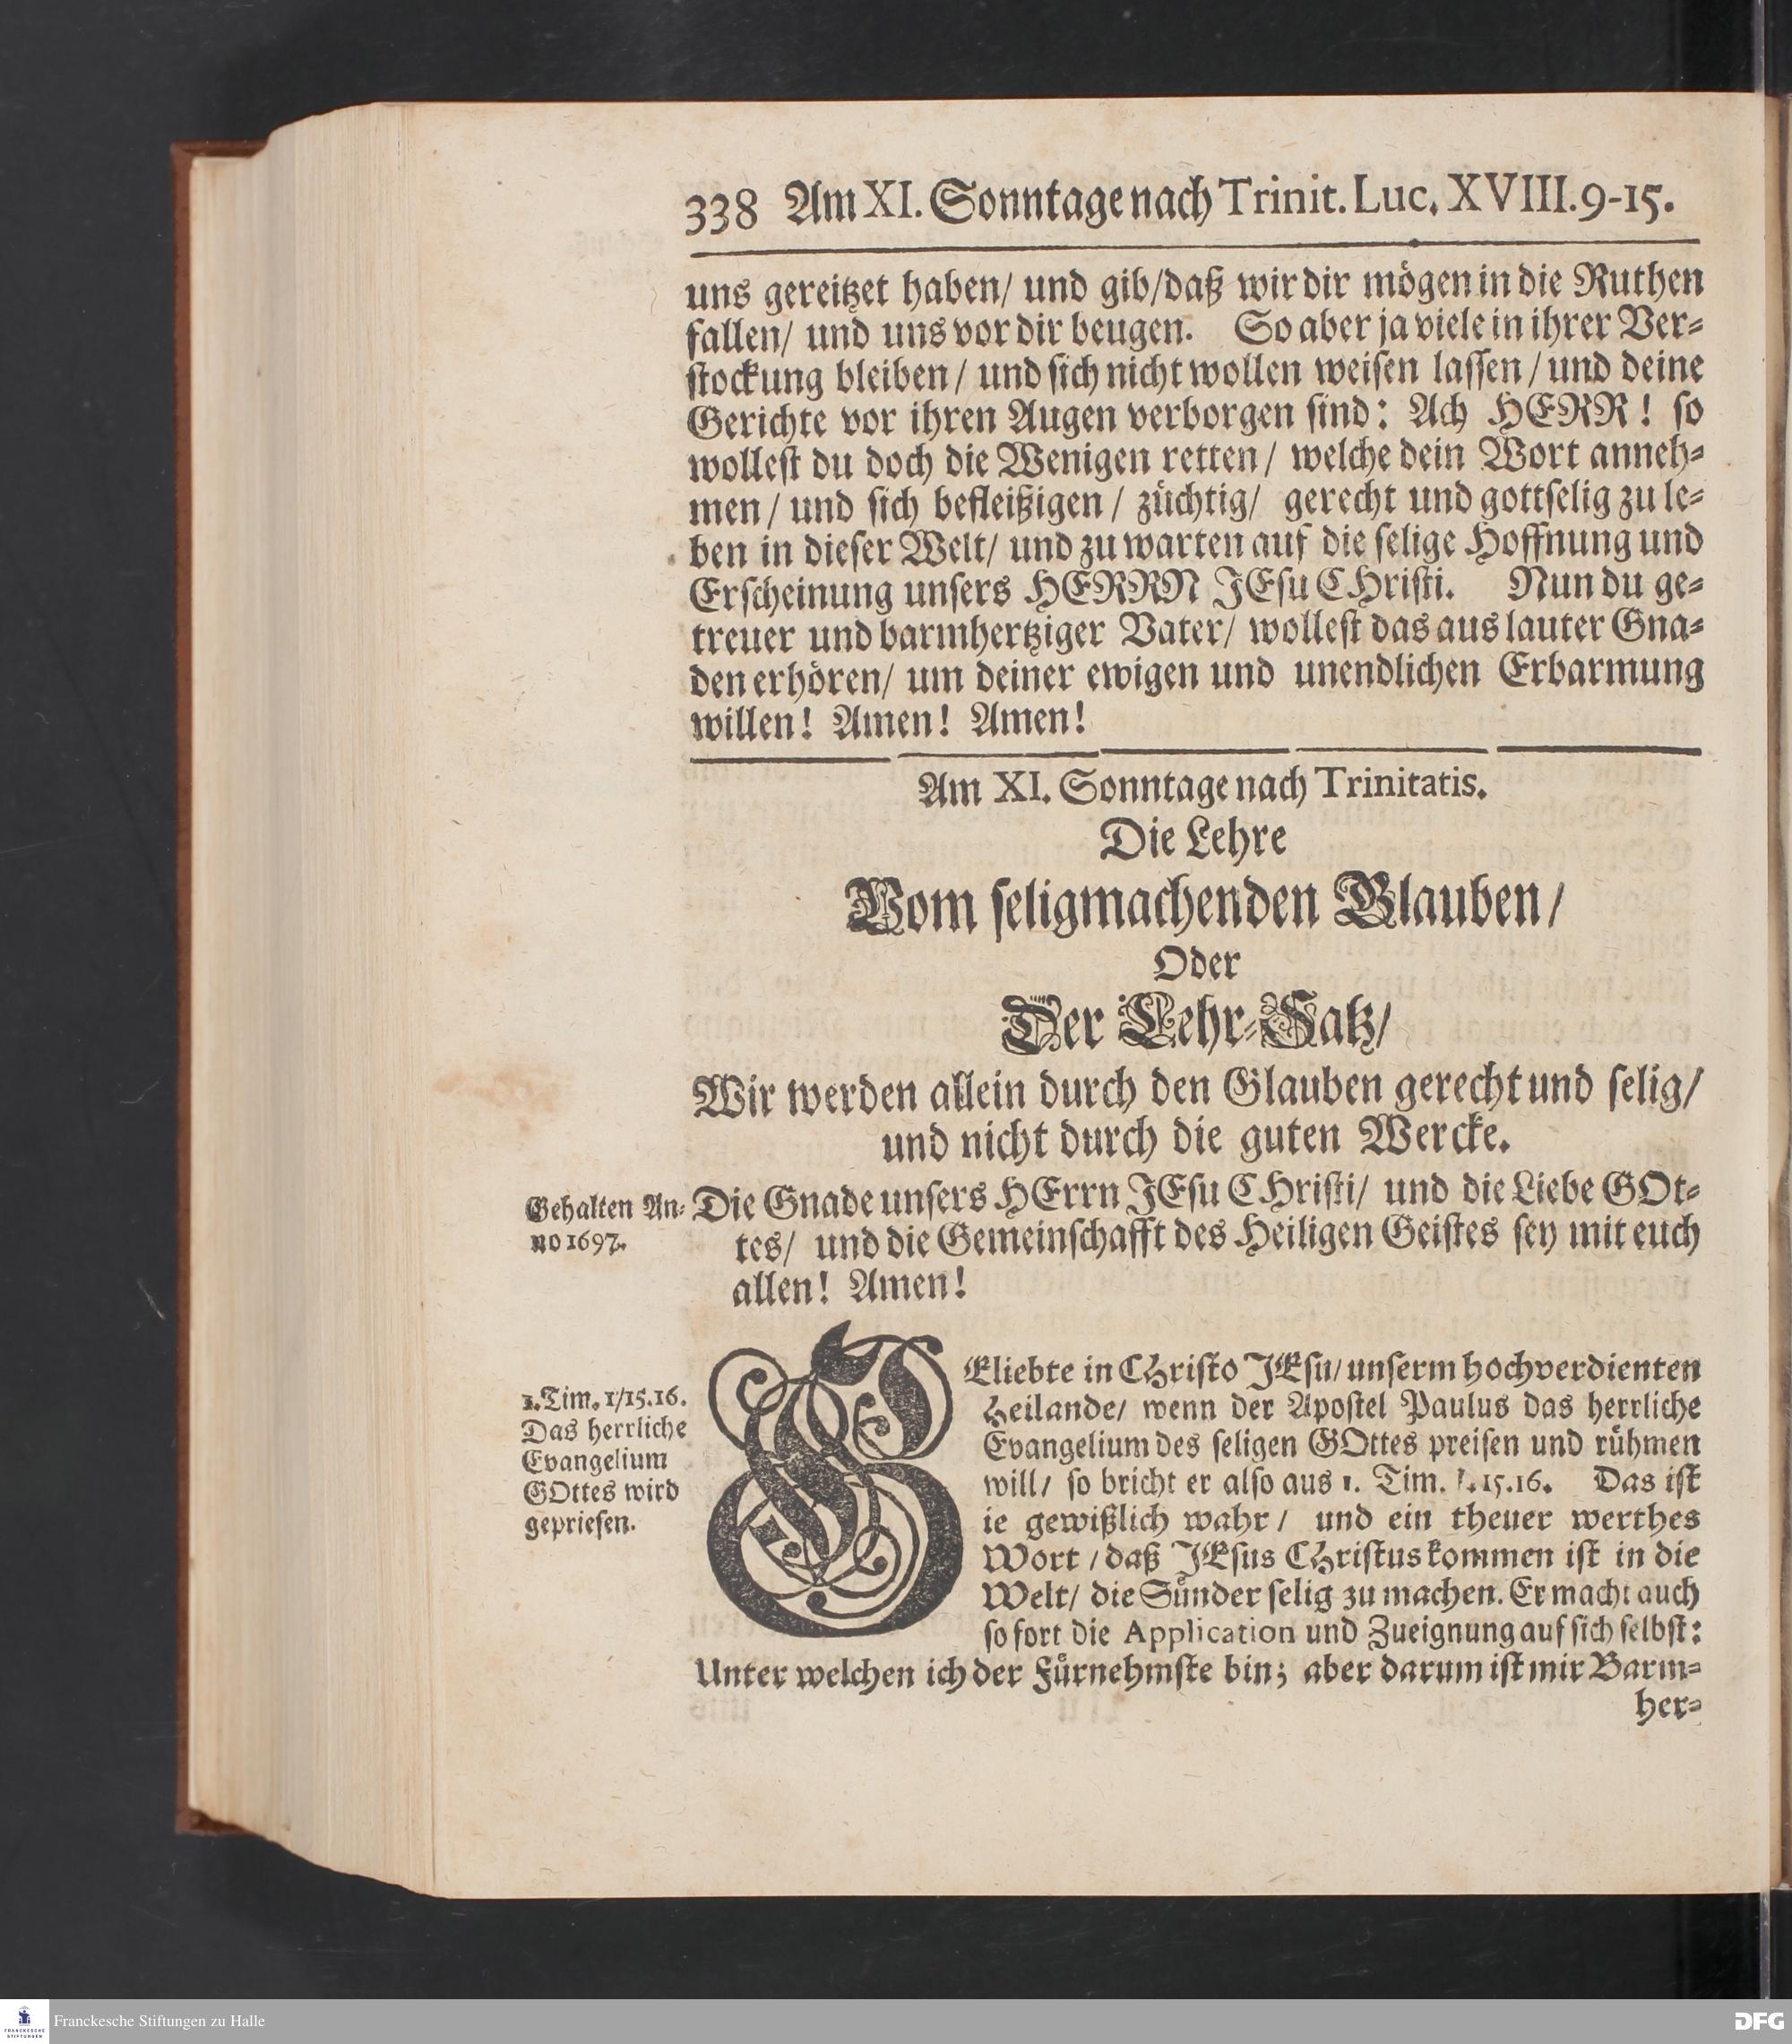 338 Am XI. Sonntage nach Trinit. Luc. XVIII. 9-15.
uns gereitzet haben/ und gib/ daß wir dir mögen in die Ruthen
fallen/ und uns vor dir beugen. So aber ja viele in ihrer Ver-
stockung bleiben/ und sich nicht wollen weisen lassen/ und deine
Gerichte vor ihren Augen verborgen sind: Ach HERR! so
wollest du doch die Wenigen retten/ welche dein Wort anneh-
men/ und sich befleißigen/ züchtig/ gerecht und gottselig zu le-
ben in dieser Welt/ und zu warten auf die selige Hoffnung und
Erscheinung unsers HERRN JEsu CHristi. Nun du ge-
treuer und barmhertziger Vater/ wollest das aus lauter Gna-
den erhören/ um deiner ewigen und unendlichen Erbarmung
willen! Amen! Amen!
Am XI. Sonntage nach Trinitatis.
Die Lehre
Vom seligmachenden Glauben/
Oder
Der Lehr-Satz/
Wir werden allein durch den Glauben gerecht und selig/
und nicht durch die guten Wercke.
Gehalten An-
no 1697.
Die Gnade unsers HErrn JEsu CHristi/ und die Liebe GOt-
tes/ und die Gemeinschafft des Heiligen Geistes sey mit euch
allen! Amen!
1. Tim. 1/15.16.
Das herrliche
Evangelium
GOttes wird
gepriesen.
GEliebte in CHristo JEsu/ unserm hochverdienten
Heilande/ wenn der Apostel Paulus das herrliche
Evangelium des seligen GOttes preisen und rühmen
will/ so bricht er also aus 1. Tim. I. 15.16. Das ist
ie gewißlich wahr/ und ein theuer werthes
Wort/ daß JEsus CHristus kommen ist in die
Welt/ die Sünder selig zu machen. Er macht auch
so fort die Application und Zueignung auf sich selbst:
Unter welchen ich der Fürnehmste bin; aber darum ist mir Barm-
her-
FRANCKESCHE
STIFTUNGEN
Franckesche Stiftungen zu Halle
DFG